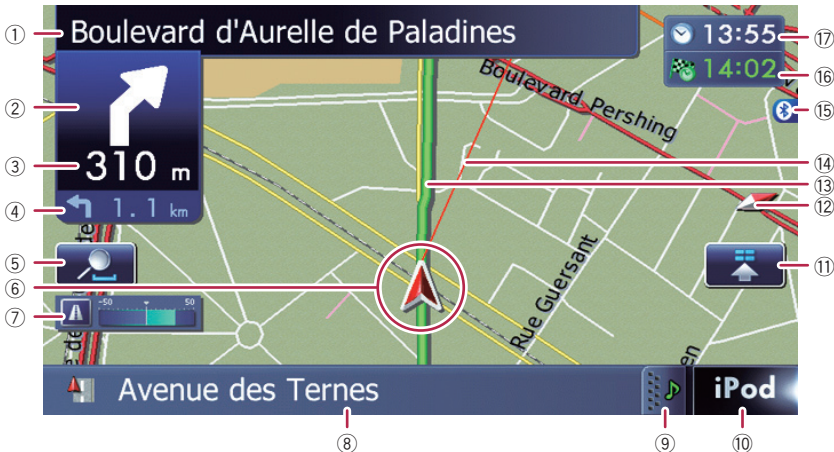 ① Boulevard d'Aurelle de Paladines
13:55 ⑰
② 14:02 ⑯
Boulevard Pershing
⑮
③ 310 m
⑭
⑬
④ 1.1 km
⑫
⑤
⑪
⑥
Rue Guersant
⑦ -50 50
en
Avenue des Ternes
iPod
⑧ ⑨ ⑩